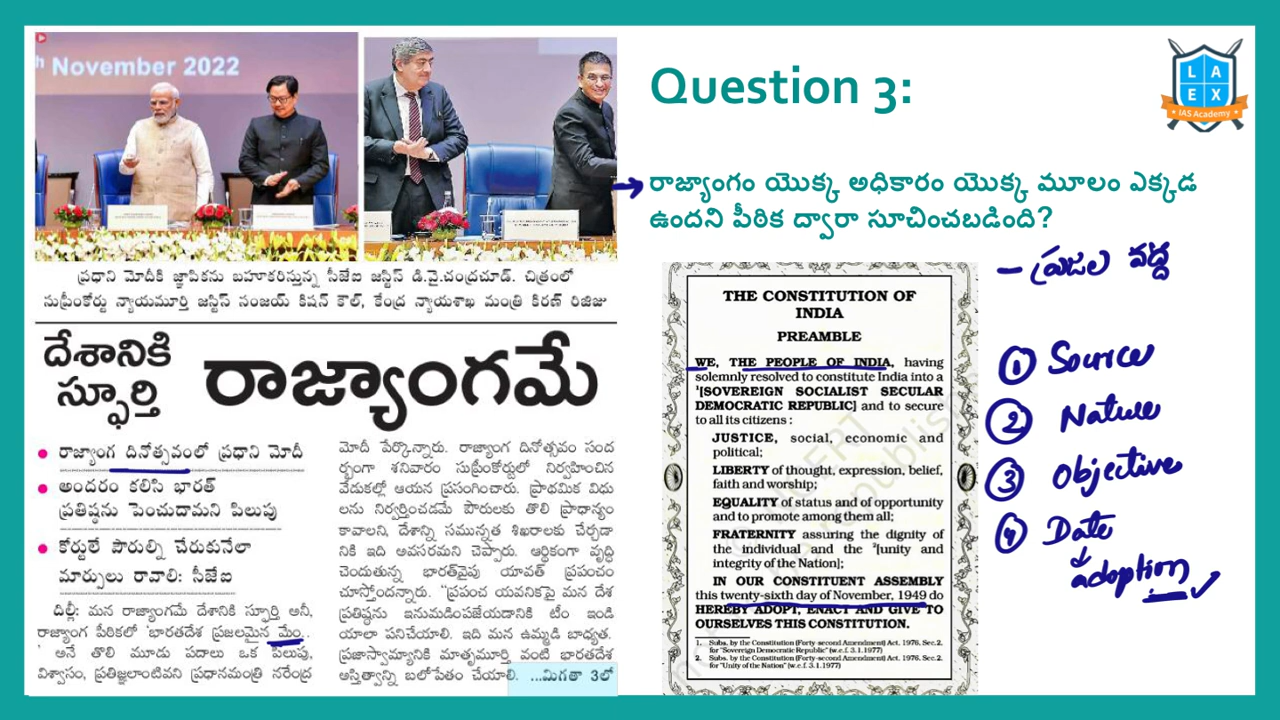 th November 2022
ప్రధాని మోదీకి జ్ఞాపికను బహూకరిస్తున్న సీజేఐ జస్టిస్ డి.వై.చంద్రచూడ్. చిత్రంలో
సుప్రీంకోర్టు న్యాయమూర్తి జస్టిస్ సంజయ్ కిషన్ కౌల్, కేంద్ర న్యాయశాఖ మంత్రి కిరణ్ రిజిజు
దేశానికి
స్ఫూర్తి
రాజ్యాంగమే
రాజ్యాంగ దినోత్సవంలో ప్రధాని మోదీ
అందరం కలిసి భారత్
ప్రతిష్ఠను పెంచుదామని పిలుపు
కోర్టులే పౌరుల్ని చేరుకునేలా
మార్పులు రావాలి: సీజేఐ
దిల్లీ: మన రాజ్యాంగమే దేశానికి స్ఫూర్తి అనీ,
రాజ్యాంగ పీఠికలో 'భారతదేశ ప్రజలమైన మేం..
' అనే తొలి మూడు పదాలు ఒక పిలుపు,
విశ్వాసం, ప్రతిజ్ఞలాంటివని ప్రధానమంత్రి నరేంద్ర
మోదీ పేర్కొన్నారు. రాజ్యాంగ దినోత్సవం సంద
ర్భంగా శనివారం సుప్రీంకోర్టులో నిర్వహించిన
వేడుకల్లో ఆయన ప్రసంగించారు. ప్రాథమిక విధు
లను నిర్వర్తించడమే పౌరులకు తొలి ప్రాధాన్యం
కావాలని, దేశాన్ని సమున్నత శిఖరాలకు చేర్చడా
నికి ఇది అవసరమని చెప్పారు. ఆర్థికంగా వృద్ధి
చెందుతున్న భారత్‌వైపు యావత్ ప్రపంచం
చూస్తోందన్నారు. "ప్రపంచ యవనికపై మన దేశ
ప్రతిష్ఠను ఇనుమడింపజేయడానికి టీం ఇండి
యాలా పనిచేయాలి. ఇది మన ఉమ్మడి బాధ్యత.
ప్రజాస్వామ్యానికి మాతృమూర్తి వంటి భారతదేశ
అస్తిత్వాన్ని బలోపేతం చేయాలి. ...మిగతా 3లో
Question 3:
రాజ్యాంగం యొక్క అధికారం యొక్క మూలం ఎక్కడ
ఉందని పీఠిక ద్వారా సూచించబడింది?
- ప్రజల వద్ద
THE CONSTITUTION OF
INDIA
PREAMBLE
WE, THE PEOPLE OF INDIA, having
solemnly resolved to constitute India into a
1[SOVEREIGN SOCIALIST SECULAR
DEMOCRATIC REPUBLIC] and to secure
to all its citizens :
JUSTICE, social, economic and
political;
LIBERTY of thought, expression, belief,
faith and worship;
EQUALITY of status and of opportunity
and to promote among them all;
FRATERNITY assuring the dignity of
the individual and the 2[unity and
integrity of the Nation];
IN OUR CONSTITUENT ASSEMBLY
this twenty-sixth day of November, 1949 do
HEREBY ADOPT, ENACT AND GIVE TO
OURSELVES THIS CONSTITUTION.
1. Subs. by the Constitution (Forty-second Amendment) Act, 1976, Sec.2,
for "Sovereign Democratic Republic" (w.e.f. 3.1.1977)
2. Subs. by the Constitution (Forty-second Amendment) Act, 1976, Sec.2,
for "Unity of the Nation" (w.e.f. 3.1.1977)
① Source
② Nature
③ Objective
④ Date
adoption
L A
E X
IAS Academy